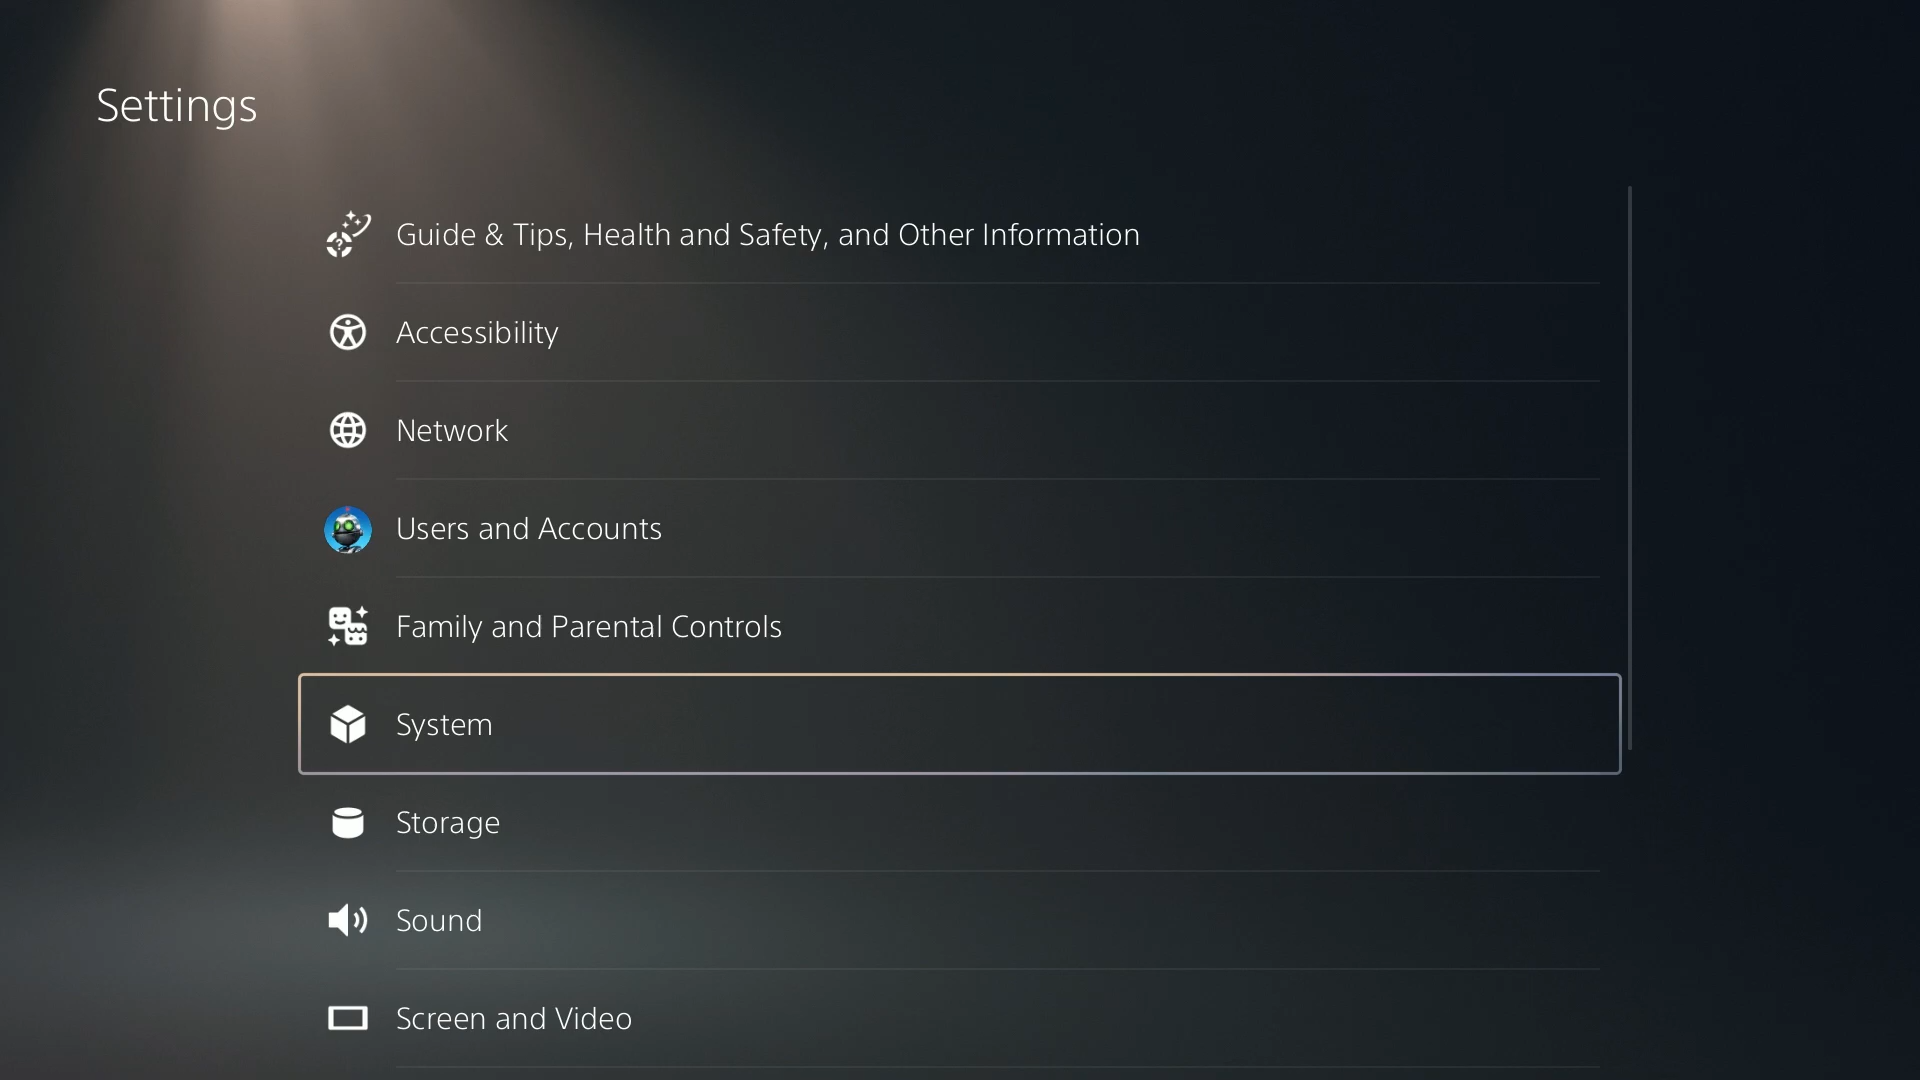 Settings
Guide & Tips, Health and Safety, and Other Information
Accessibility
Network
Users and Accounts
Family and Parental Controls
System
Storage
Sound
Screen and Video